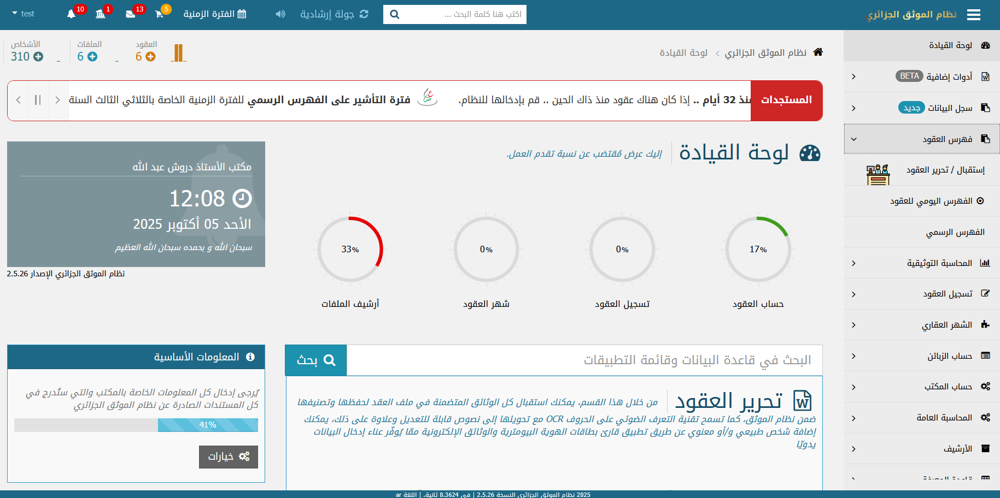 نظام الموثق الجزائري
اكتب هنا كلمة البحث ...
جولة إرشادية
الفترة الزمنية
5
13
1
10
test
لوحة القيادة
أدوات إضافية BETA
سجل البيانات جديد
فهرس العقود
إستقبال / تحرير العقود
الفهرس اليومي للعقود
الفهرس الرسمي
المحاسبة التوثيقية
تسجيل العقود
الشهر العقاري
حساب الزبائن
حساب المكتب
المحاسبة العامة
الأرشيف
نظام الموثق الجزائري
لوحة القيادة
العقود
6
الملفات
6
الأشخاص
310
المستجدات
منذ 32 أيام .. إذا كان هناك عقود منذ ذاك الحين .. قم بإدخالها للنظام.
فترة التأشير على الفهرس الرسمي للفترة الزمنية الخاصة بالثلاثي الثالث السنة
لوحة القيادة
إليك عرض مُقتضب عن نسبة تقدم العمل.
17%
0%
0%
33%
حساب العقود
تسجيل العقود
شهر العقود
أرشيف الملفات
مكتب الأستاذ دروش عبد الله
12:08
الأحد 05 أكتوبر 2025
سبحان الله و بحمده سبحان الله العظيم
نظام الموثق الجزائري الإصدار 2.5.26
البحث في قاعدة البيانات وقائمة التطبيقات
بحث
تحرير العقود
من خلال هذا القسم، يمكنك استقبال كل الوثائق المتضمنة في ملف العقد لحفظها وتصنيفها
ضمن نظام الموثق، كما تسمح تقنية التعرف الضوئي على الحروف OCR مع تحويلها إلى نصوص قابلة للتعديل وعلاوة على ذلك، يمكنك
إضافة شخص طبيعي و/أو معنوي عن طريق تطبيق قارئ بطاقات الهوية البيومترية والوثائق الإلكترونية ممّا يُوفّر عناء إدخال البيانات
يدويّا
المعلومات الأساسية
يُرجى إدخال كل المعلومات الخاصة بالمكتب والتي ستُدرج في
كل المستندات الصادرة عن نظام الموثق الجزائري
41%
خيارات
2025 نظام الموثق الجزائري النسخة 2.5.26 | في 0.3624 ثانية. | اللغة ar